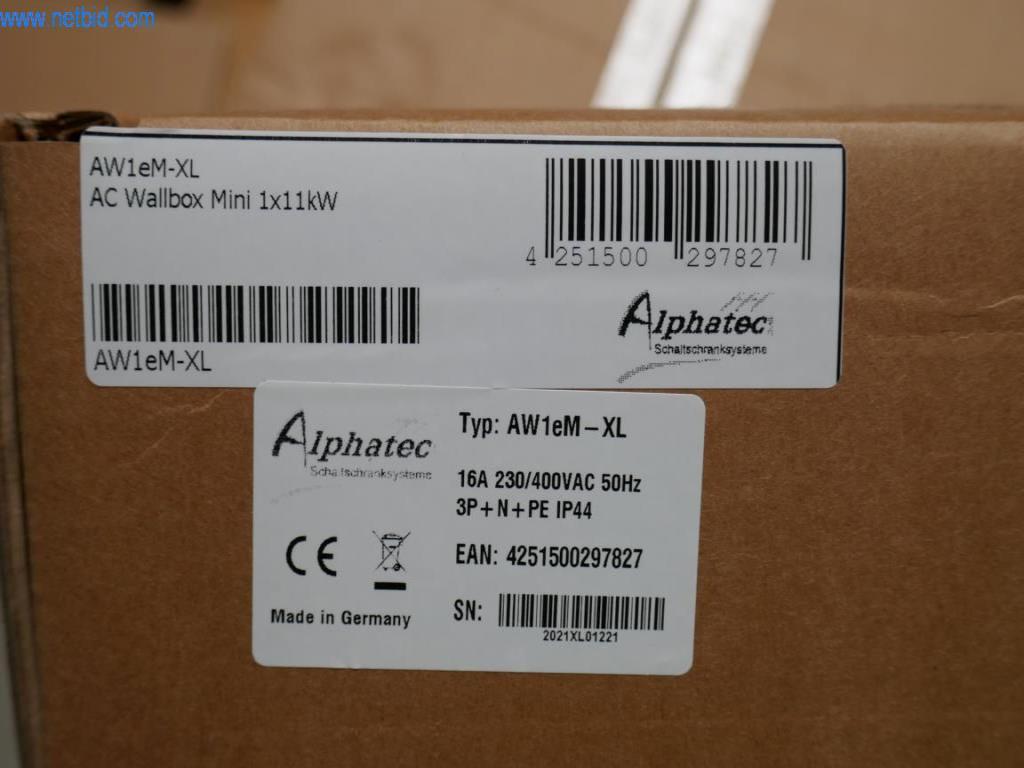 www.netbid.com
AW1eM-XL
AC Wallbox Mini 1x11kW
4 251500 297827
AW1eM-XL
Alphatec
Schaltschranksysteme
Alphatec
Schaltschranksysteme
Typ: AW1eM-XL
16A 230/400VAC 50Hz
3P+N+PE IP44
EAN: 4251500297827
SN:
2021XL01221
CE
Made in Germany